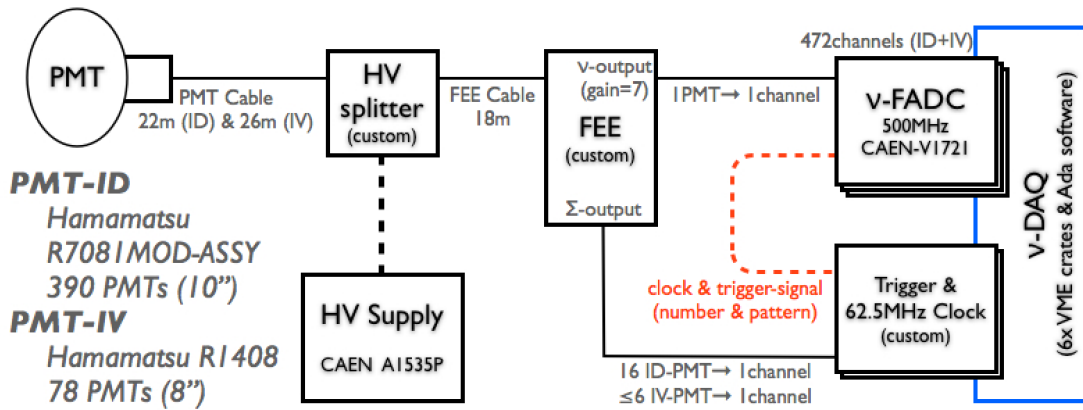 PMT
PMT Cable
22m (ID) & 26m (IV)
HV
splitter
(custom)
FEE Cable
18m
ν-output
(gain=7)
FEE
(custom)
Σ-output
472channels (ID+IV)
1PMT→ 1channel
ν-FADC
500MHz
CAEN-V1721
ν-DAQ
(6x VME crates & Ada software)
PMT-ID
Hamamatsu
R7081MOD-ASSY
390 PMTs (10")
PMT-IV
Hamamatsu R1408
78 PMTs (8")
HV Supply
CAEN A1535P
clock & trigger-signal
(number & pattern)
Trigger &
62.5MHz Clock
(custom)
16 ID-PMT→ 1channel
≤6 IV-PMT→ 1channel